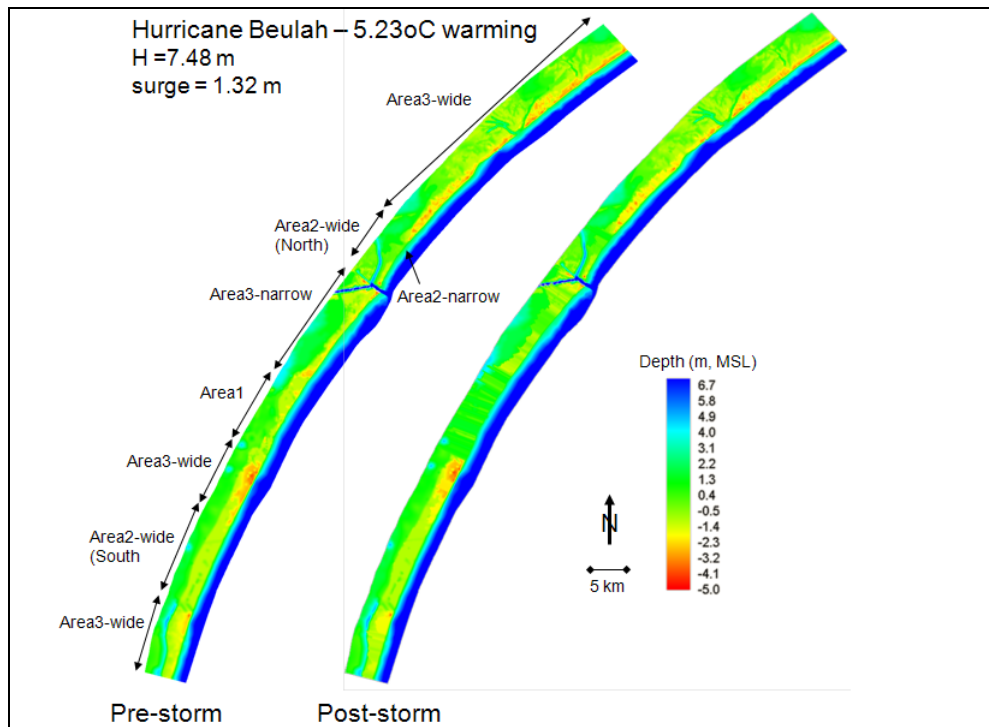 Hurricane Beulah – 5.23oC warming
H =7.48 m
surge = 1.32 m
Area3-wide
Area2-wide
(North)
Area3-narrow
Area2-narrow
Area1
Area3-wide
Area2-wide
(South
Area3-wide
Depth (m, MSL)
6.7
5.8
4.9
4.0
3.1
2.2
1.3
0.4
-0.5
-1.4
-2.3
-3.2
-4.1
-5.0
N
5 km
Pre-storm
Post-storm